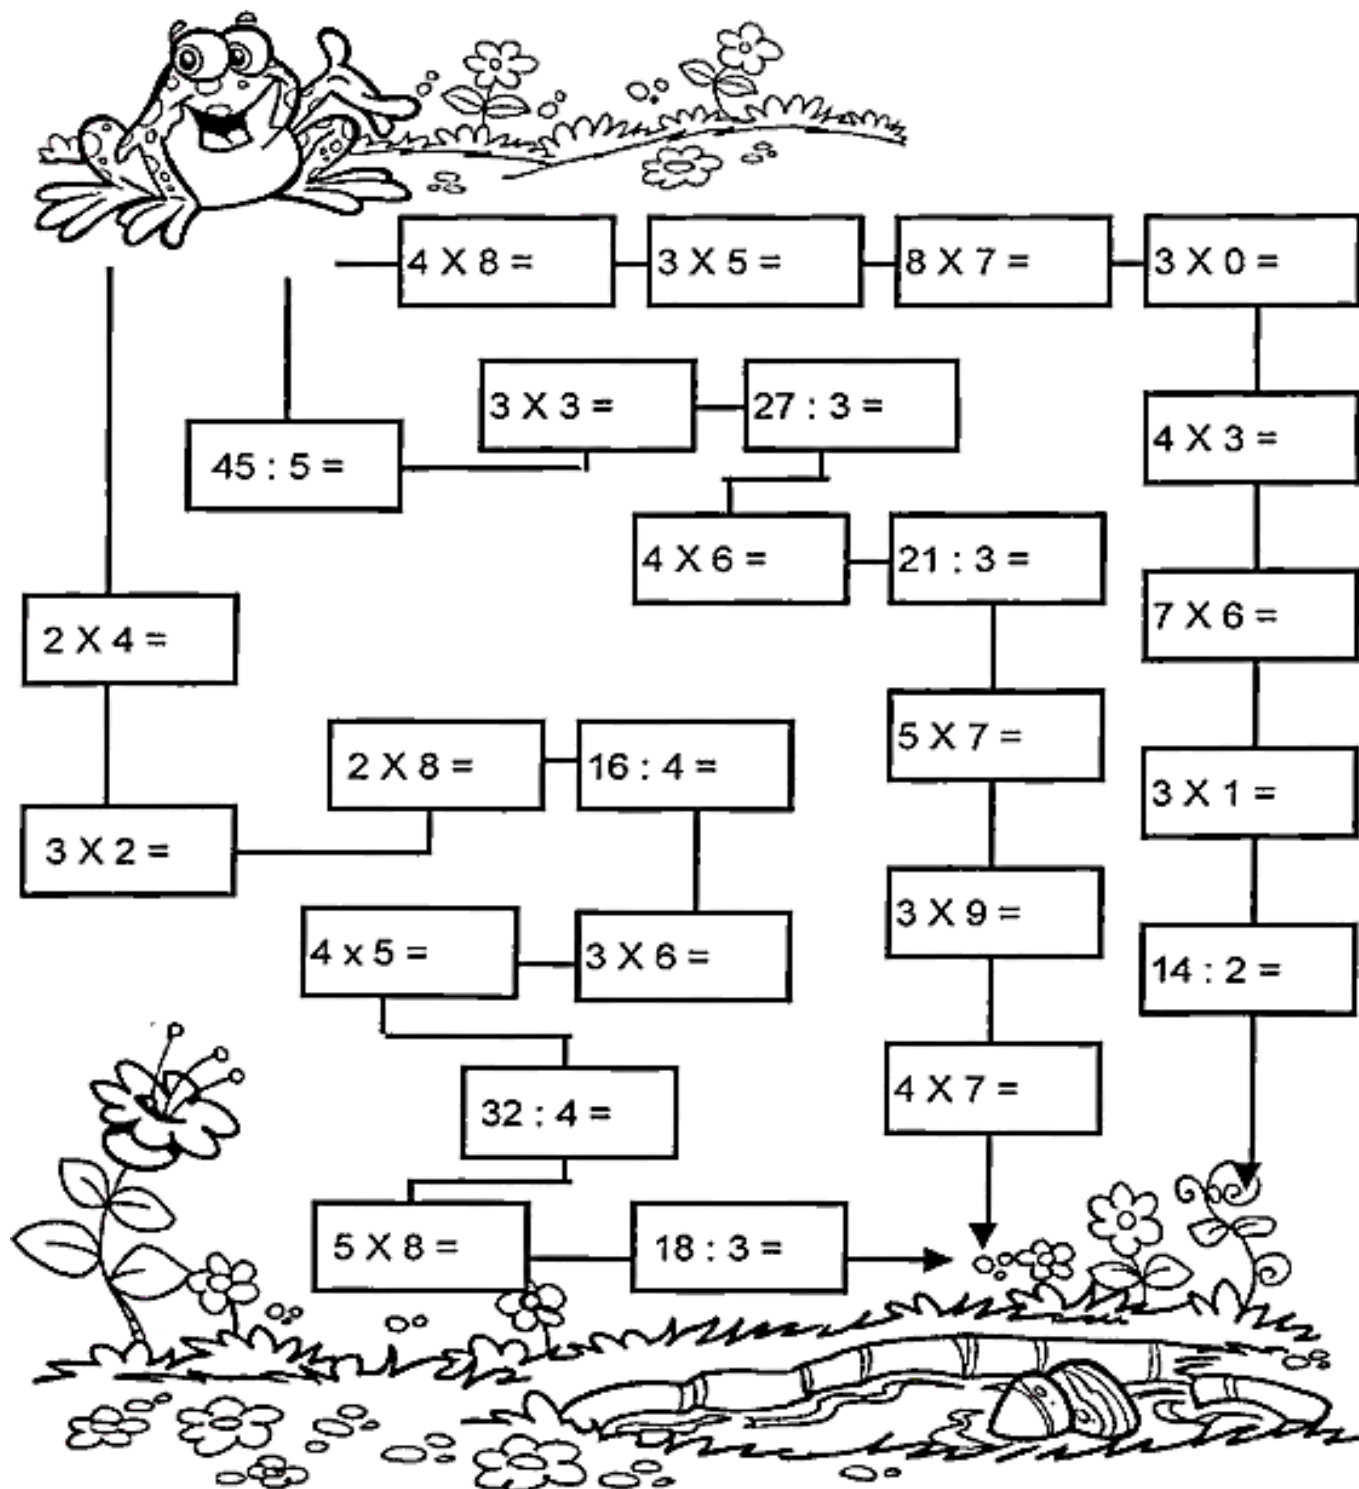 4 X 8 =
3 X 5 =
8 X 7 =
3 X 0 =
3 X 3 =
27 : 3 =
4 X 3 =
45 : 5 =
4 X 6 =
21 : 3 =
7 X 6 =
2 X 4 =
5 X 7 =
2 X 8 =
16 : 4 =
3 X 1 =
3 X 2 =
3 X 9 =
4 x 5 =
3 X 6 =
14 : 2 =
4 X 7 =
32 : 4 =
5 X 8 =
18 : 3 =